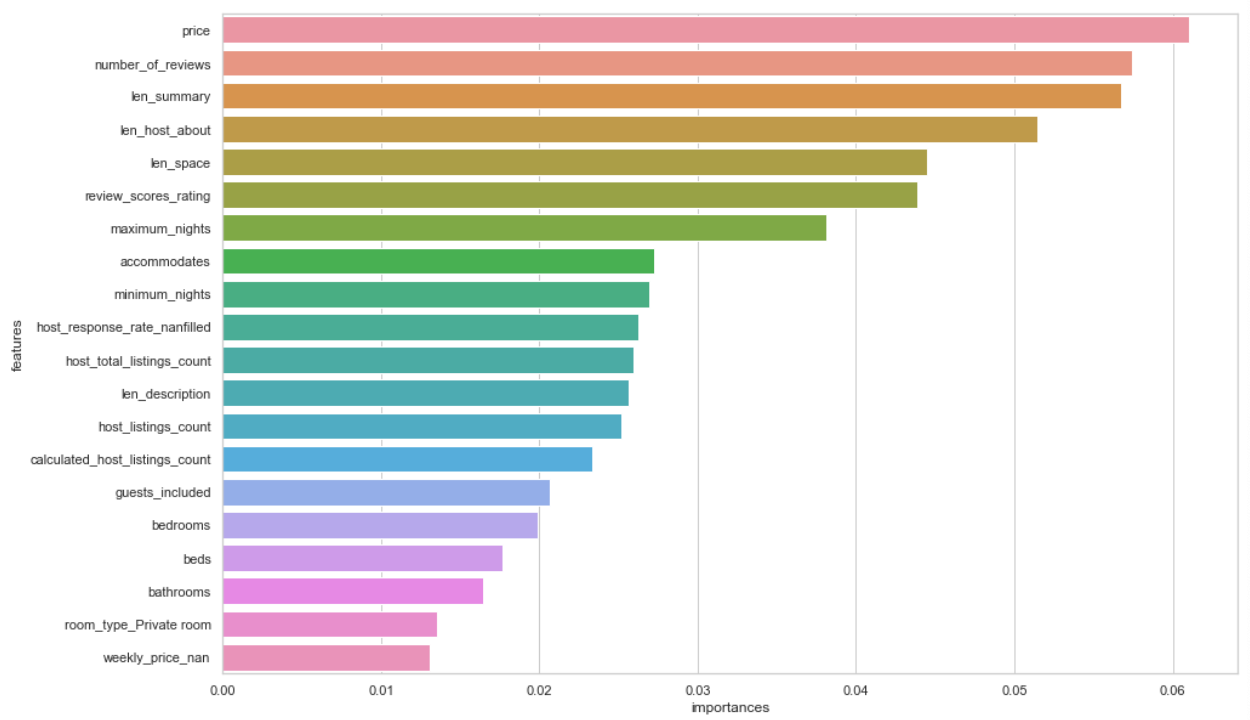 price
number_of_reviews
len_summary
len_host_about
len_space
review_scores_rating
maximum_nights
accommodates
minimum_nights
host_response_rate_nanfilled
host_total_listings_count
len_description
host_listings_count
calculated_host_listings_count
guests_included
bedrooms
beds
bathrooms
room_type_Private room
weekly_price_nan
features
0.00 0.01 0.02 0.03 0.04 0.05 0.06
importances